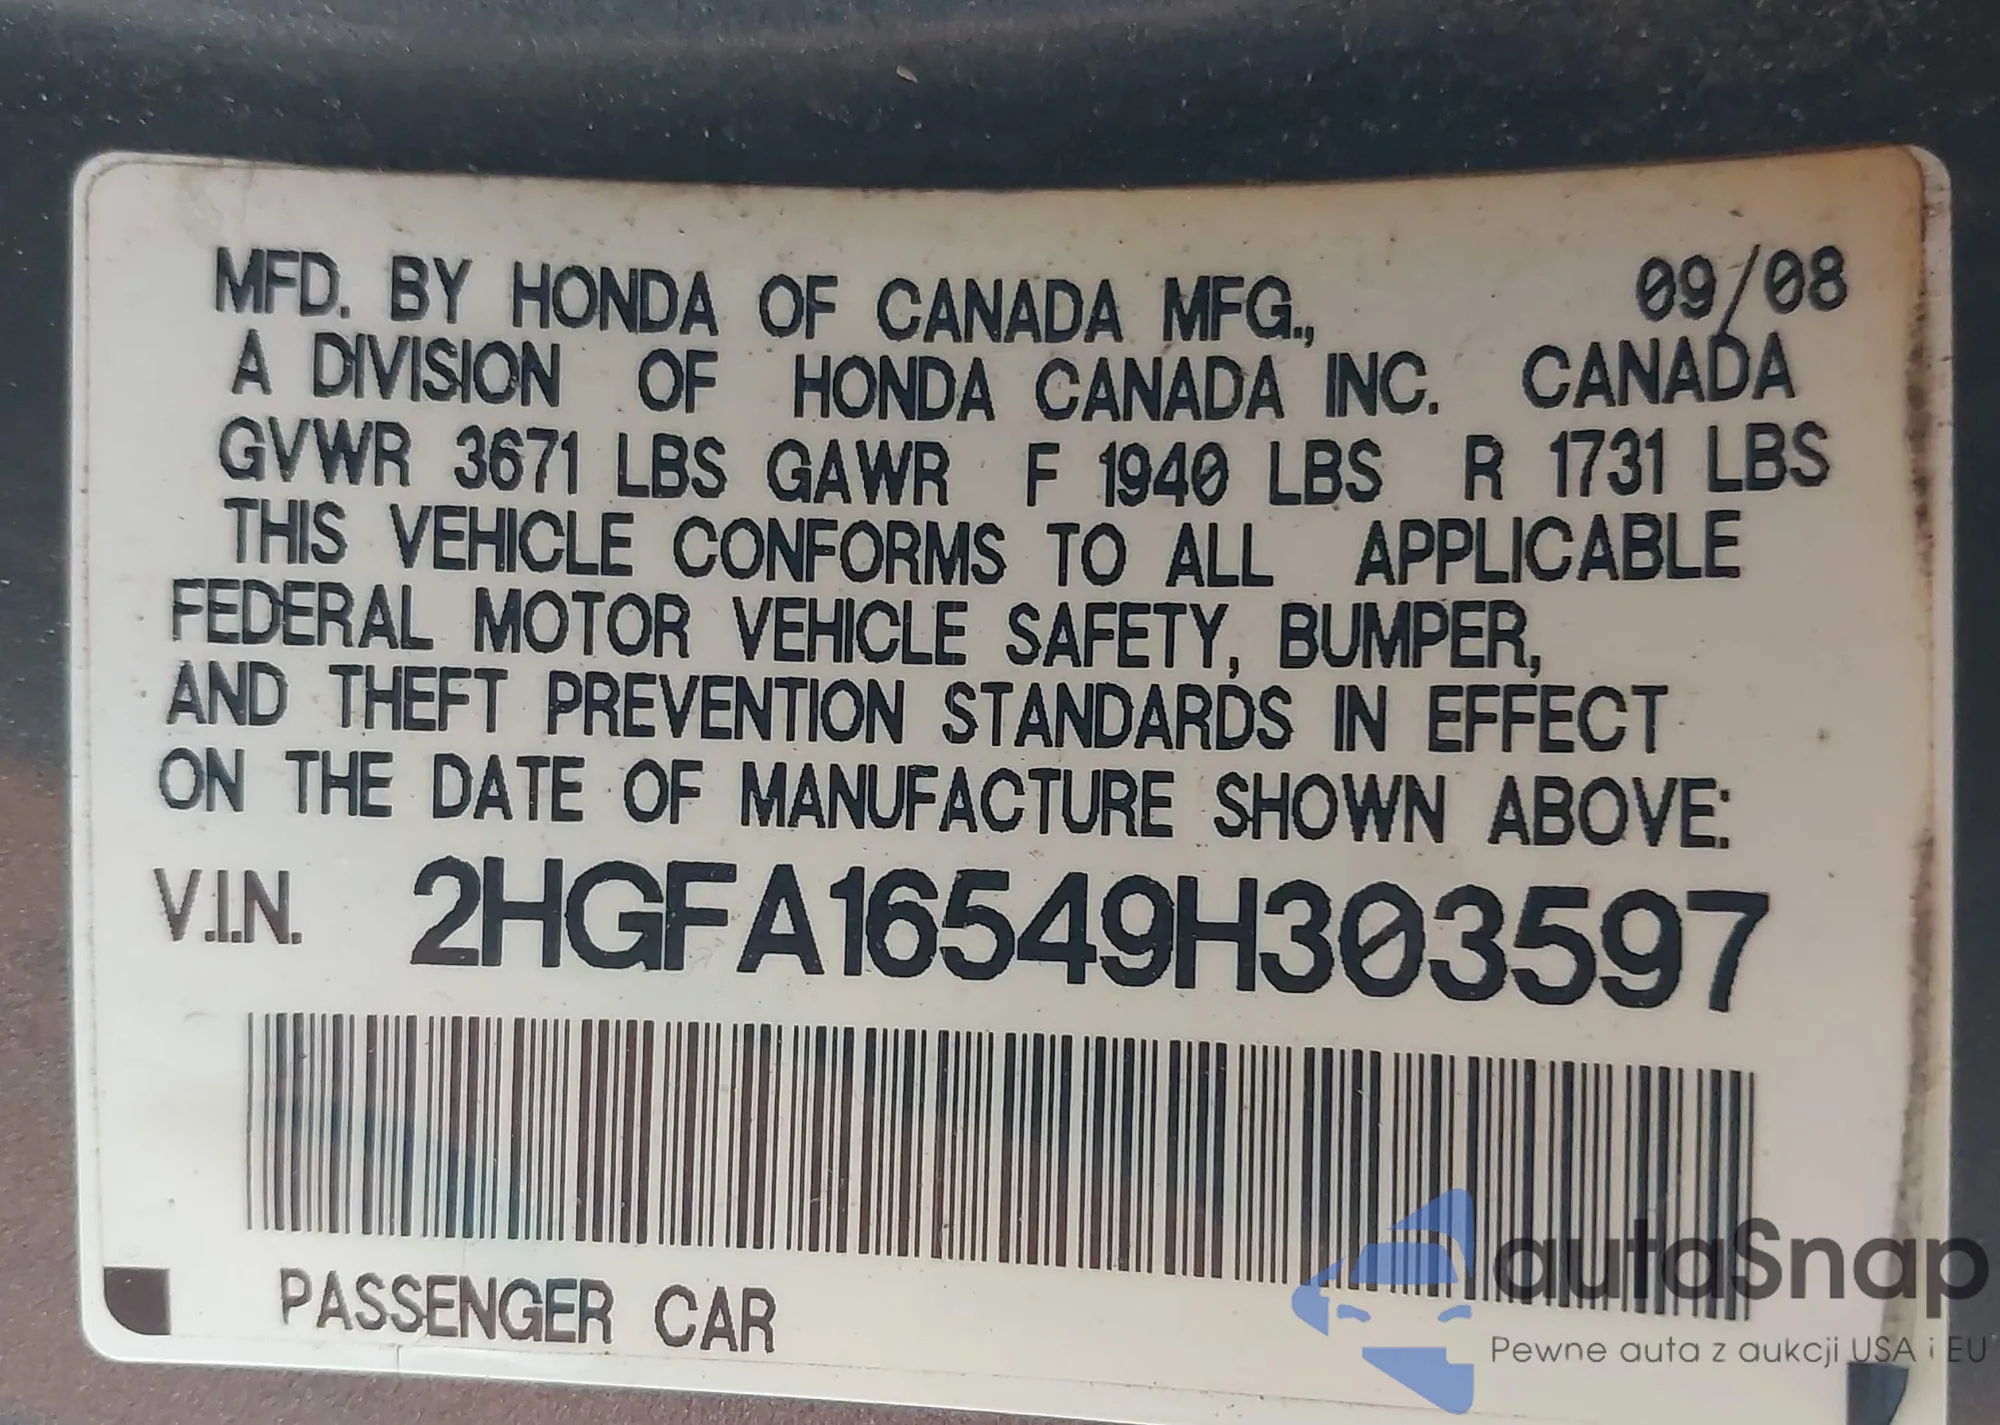 MFD. BY HONDA OF CANADA MFG., 09/08
A DIVISION OF HONDA CANADA INC. CANADA
GVWR 3671 LBS GAWR F 1940 LBS R 1731 LBS
THIS VEHICLE CONFORMS TO ALL APPLICABLE
FEDERAL MOTOR VEHICLE SAFETY, BUMPER,
AND THEFT PREVENTION STANDARDS IN EFFECT
ON THE DATE OF MANUFACTURE SHOWN ABOVE:
V.I.N. 2HGFA16549H303597
PASSENGER CAR
autaSnap
Pewne auta z aukcji USA i EU